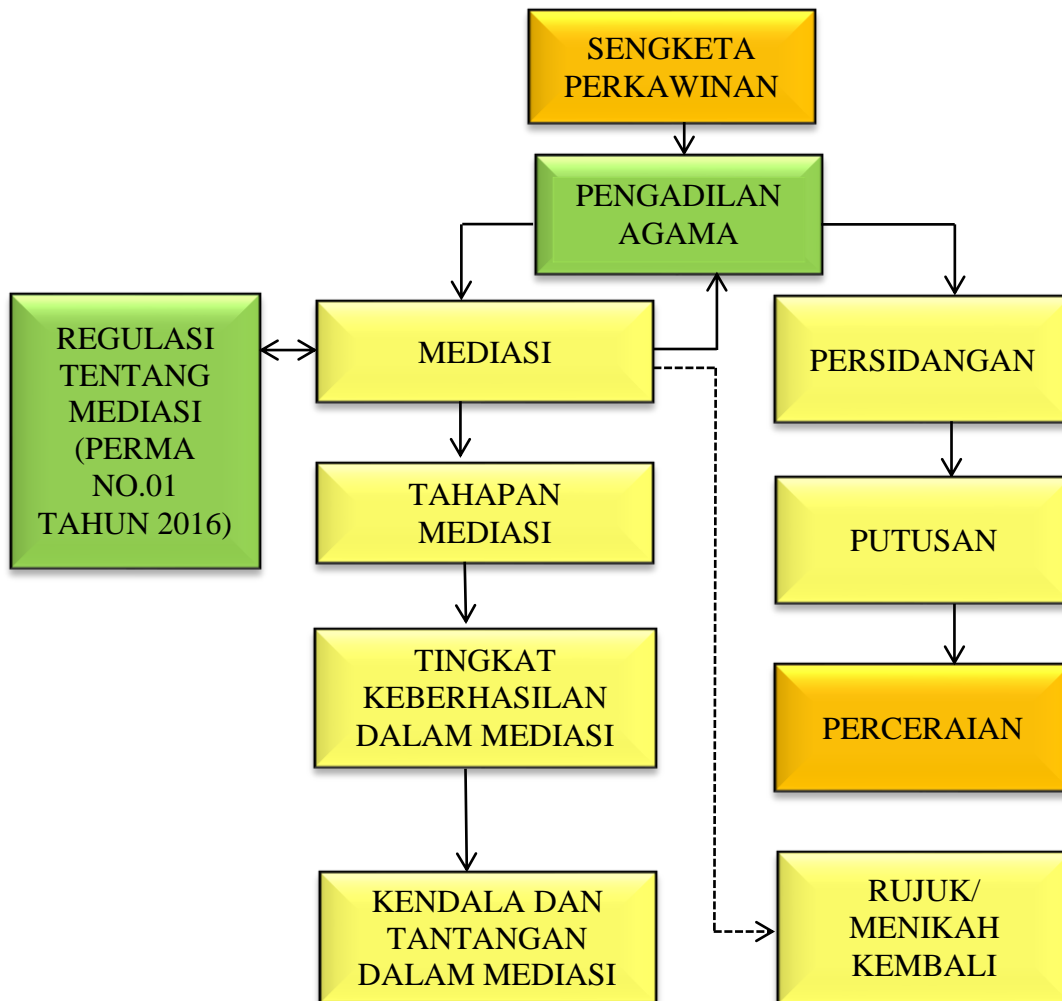 SENGKETA
PERKAWINAN
PENGADILAN
AGAMA
REGULASI
TENTANG
MEDIASI
(PERMA
NO.01
TAHUN 2016)
MEDIASI
PERSIDANGAN
TAHAPAN
MEDIASI
PUTUSAN
TINGKAT
KEBERHASILAN
DALAM MEDIASI
PERCERAIAN
KENDALA DAN
TANTANGAN
DALAM MEDIASI
RUJUK/
MENIKAH
KEMBALI